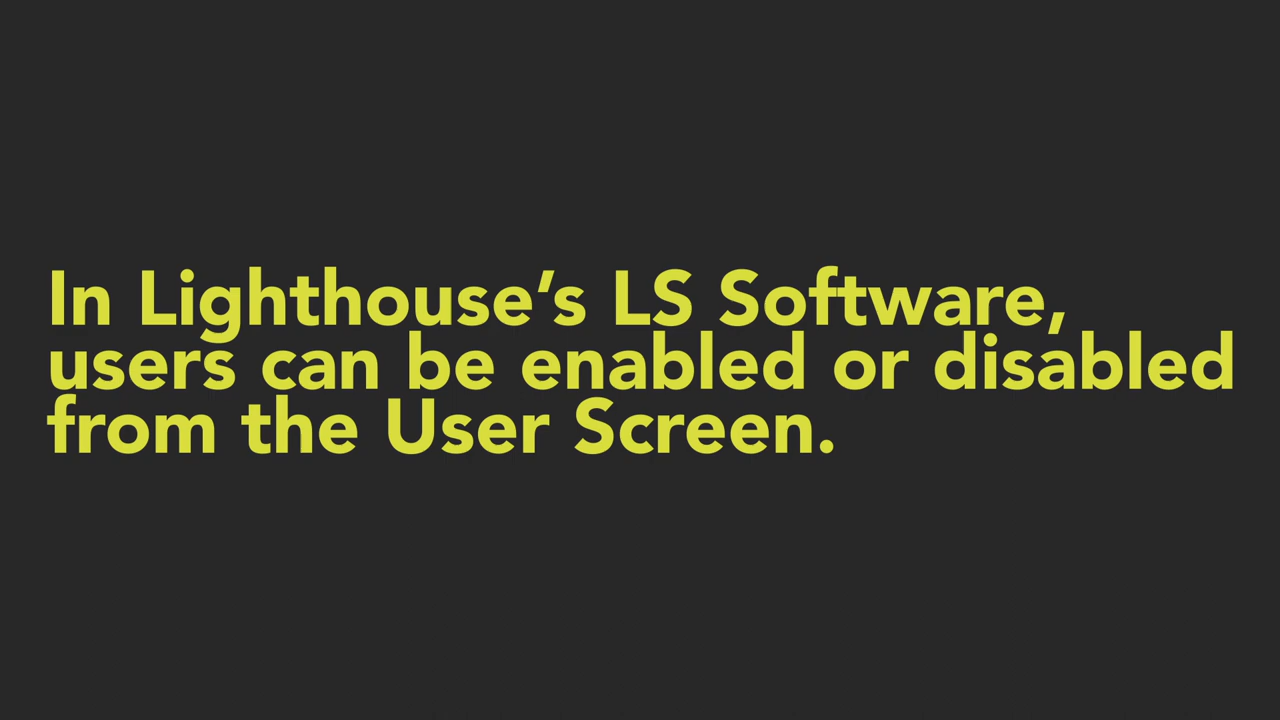 In Lighthouse’s LS Software,
users can be enabled or disabled
from the User Screen.